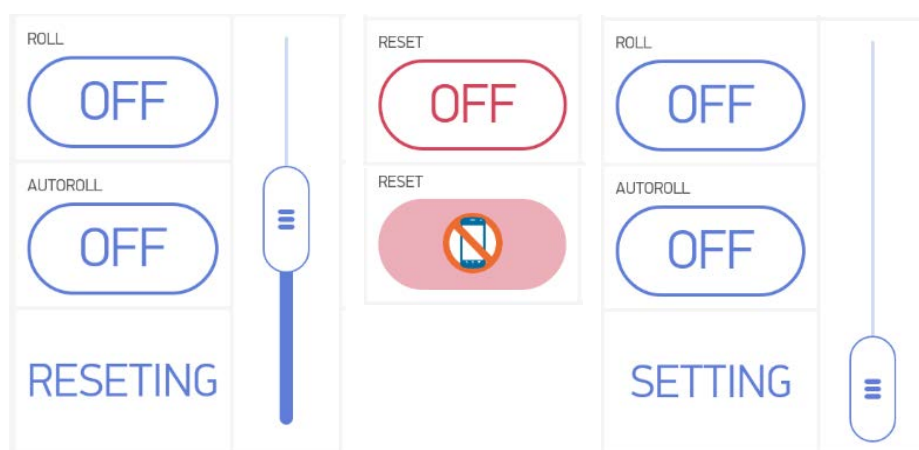 ROLL
OFF
AUTOROLL
OFF
RESETING
RESET
OFF
RESET
ROLL
OFF
AUTOROLL
OFF
SETTING